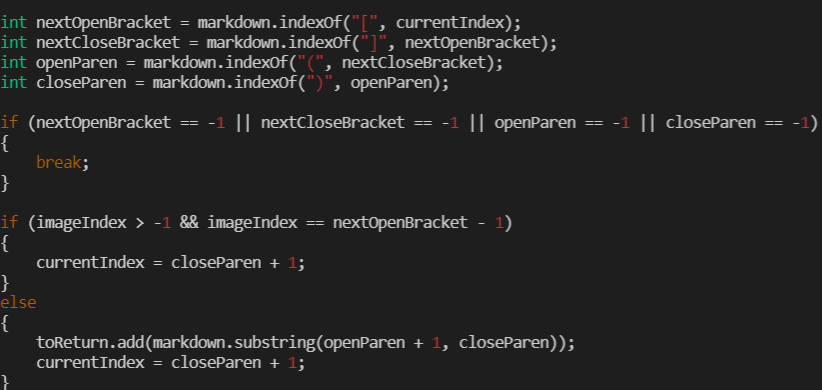 int nextOpenBracket = markdown.indexOf("[", currentIndex);
int nextCloseBracket = markdown.indexOf("]", nextOpenBracket);
int openParen = markdown.indexOf("(", nextCloseBracket);
int closeParen = markdown.indexOf(")", openParen);
if (nextOpenBracket == -1 || nextCloseBracket == -1 || openParen == -1 || closeParen == -1)
{
    break;
}
if (imageIndex > -1 && imageIndex == nextOpenBracket - 1)
{
    currentIndex = closeParen + 1;
}
else
{
    toReturn.add(markdown.substring(openParen + 1, closeParen));
    currentIndex = closeParen + 1;
}